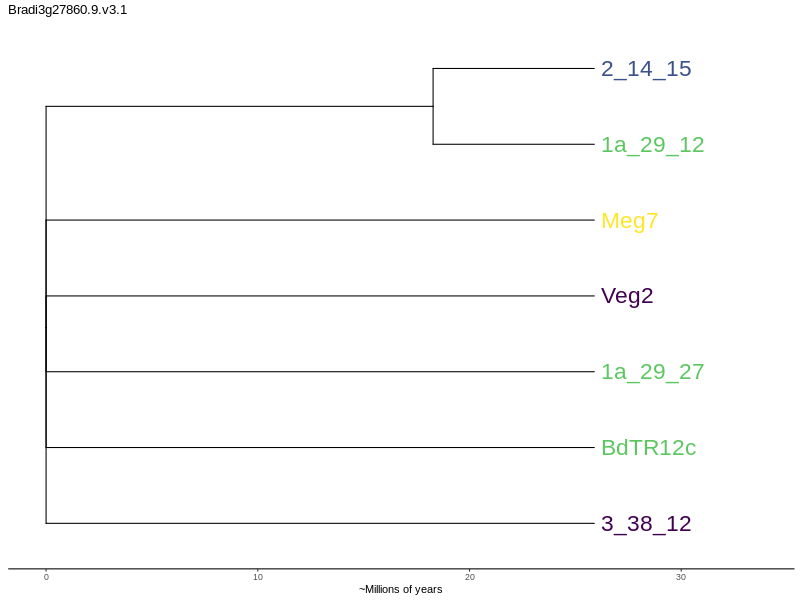 Bradi3g27860.9.v3.1
2_14_15
1a_29_12
Meg7
Veg2
1a_29_27
BdTR12c
3_38_12
0 10 20 30
~Millions of years